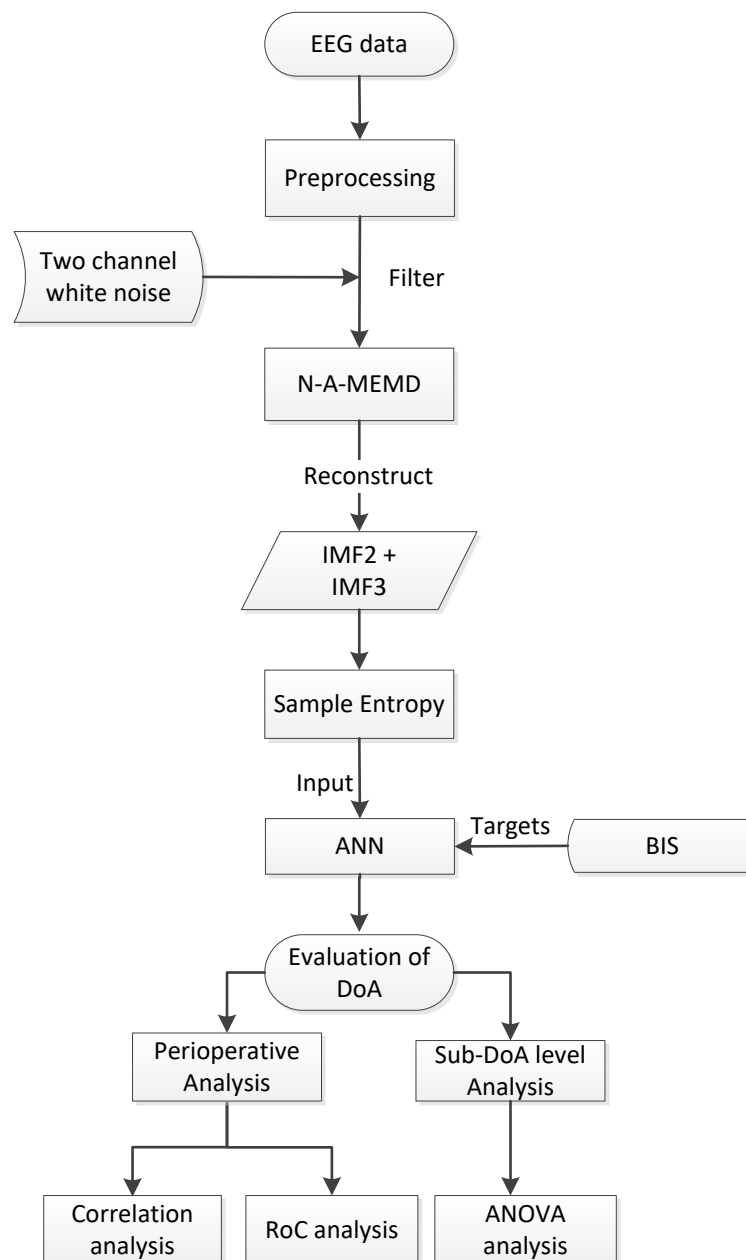 EEG data
Preprocessing
Two channel
white noise
Filter
N-A-MEMD
Reconstruct
IMF2 +
IMF3
Sample Entropy
Input
Targets
ANN
BIS
Evaluation of
DoA
Perioperative
Analysis
Sub-DoA level
Analysis
Correlation
analysis
RoC analysis
ANOVA
analysis